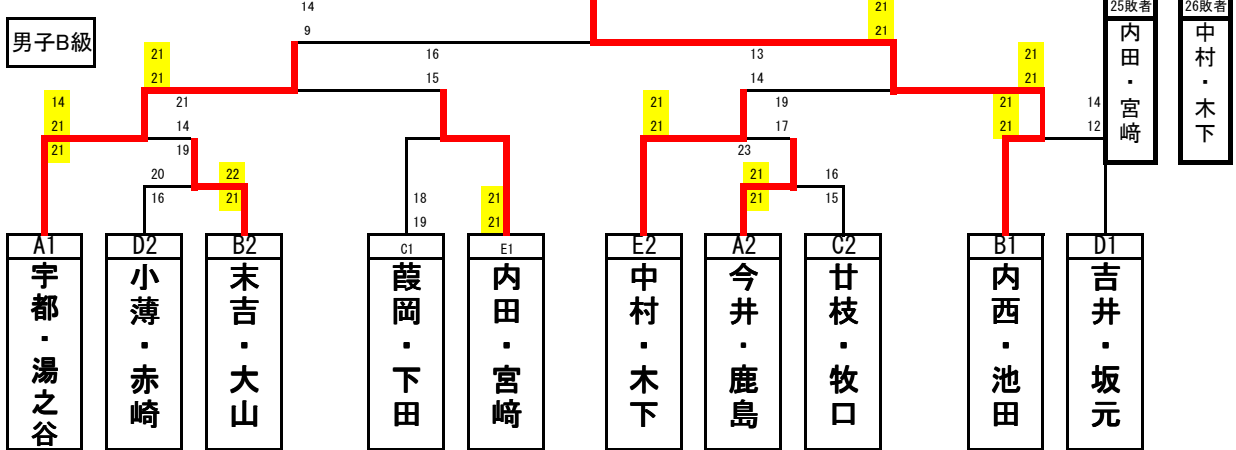 14
21
25敗者
26敗者
男子B級
9
21
内田・宮﨑
中村・木下
21
16
13
21
21
15
14
21
14
21
21
19
21
14
21
14
21
17
21
12
21
19
23
20
22
21
16
16
21
18
21
21
15
19
21
A1
D2
B2
C1
E1
E2
A2
C2
B1
D1
宇都・湯之谷
小薄・赤崎
末吉・大山
葭岡・下田
内田・宮﨑
中村・木下
今井・鹿島
廿枝・牧口
内西・池田
吉井・坂元